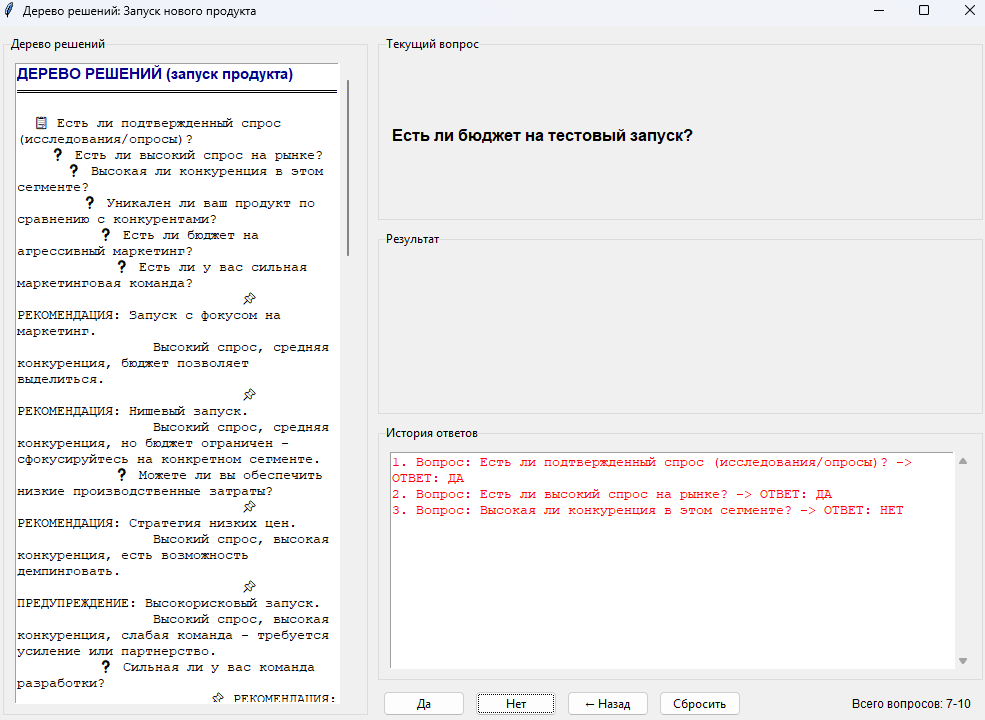 Дерево решений: Запуск нового продукта
Дерево решений
ДЕРЕВО РЕШЕНИЙ (запуск продукта)
Есть ли подтвержденный спрос
(исследования/опросы)?
? Есть ли высокий спрос на рынке?
? Высокая ли конкуренция в этом
сегменте?
? Уникален ли ваш продукт по
сравнению с конкурентами?
? Есть ли бюджет на
агрессивный маркетинг?
? Есть ли у вас сильная
маркетинговая команда?
РЕКОМЕНДАЦИЯ: Запуск с фокусом на
маркетинг.
Высокий спрос, средняя
конкуренция, бюджет позволяет
выделиться.
РЕКОМЕНДАЦИЯ: Нишевый запуск.
Высокий спрос, средняя
конкуренция, но бюджет ограничен –
сфокусируйтесь на конкретном сегменте.
? Можете ли вы обеспечить
низкие производственные затраты?
РЕКОМЕНДАЦИЯ: Стратегия низких цен.
Высокий спрос, высокая
конкуренция, есть возможность
демпинговать.
ПРЕДУПРЕЖДЕНИЕ: Высокорисковый запуск.
Высокий спрос, высокая
конкуренция, слабая команда – требуется
усиление или партнерство.
? Сильная ли у вас команда
разработки?
РЕКОМЕНДАЦИЯ:
Текущий вопрос
Есть ли бюджет на тестовый запуск?
Результат
История ответов
1. Вопрос: Есть ли подтвержденный спрос (исследования/опросы)? ->
ОТВЕТ: ДА
2. Вопрос: Есть ли высокий спрос на рынке? -> ОТВЕТ: ДА
3. Вопрос: Высокая ли конкуренция в этом сегменте? -> ОТВЕТ: НЕТ
Да
Нет
← Назад
Сбросить
Всего вопросов: 7-10